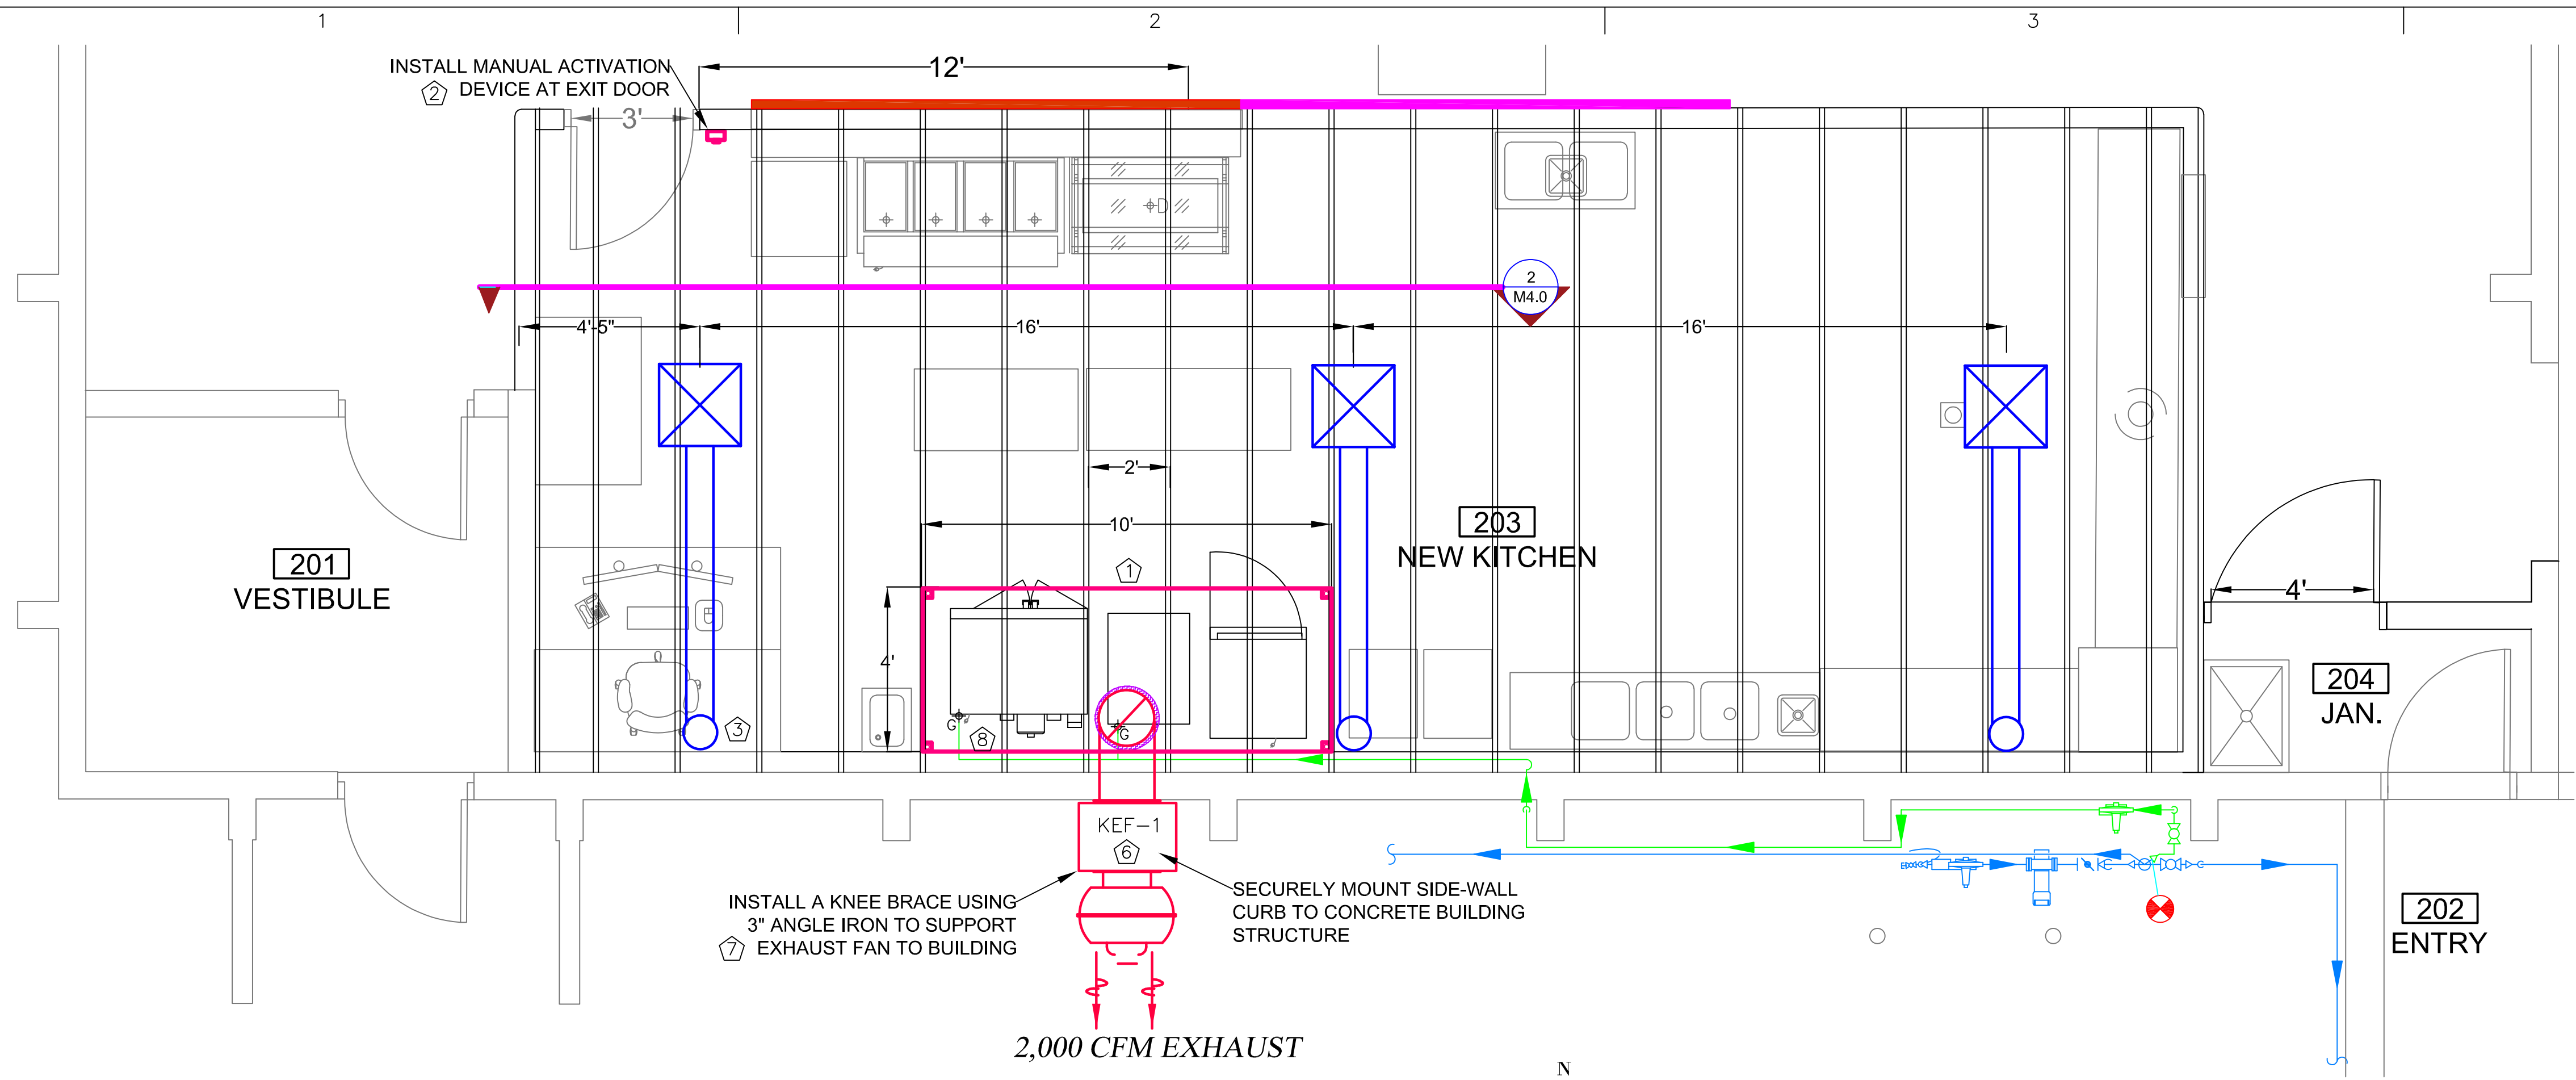 1
2
3
INSTALL MANUAL ACTIVATION
2 DEVICE AT EXIT DOOR
12'
3'
2
M4.0
4'-5"
16'
16'
2'
10'
203
NEW KITCHEN
201
VESTIBULE
1
4'
4'
204
JAN.
3
G
8
G
KEF-1
6
INSTALL A KNEE BRACE USING
3" ANGLE IRON TO SUPPORT
7 EXHAUST FAN TO BUILDING
SECURELY MOUNT SIDE-WALL
CURB TO CONCRETE BUILDING
STRUCTURE
202
ENTRY
2,000 CFM EXHAUST
N